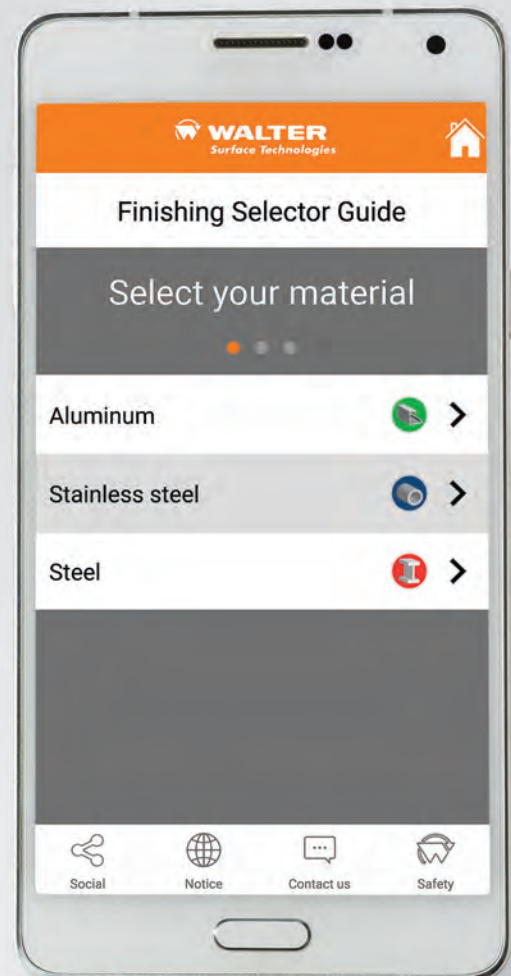 WALTER
Surface Technologies
Finishing Selector Guide
Select your material
Aluminum
Stainless steel
Steel
Social
Notice
Contact us
Safety